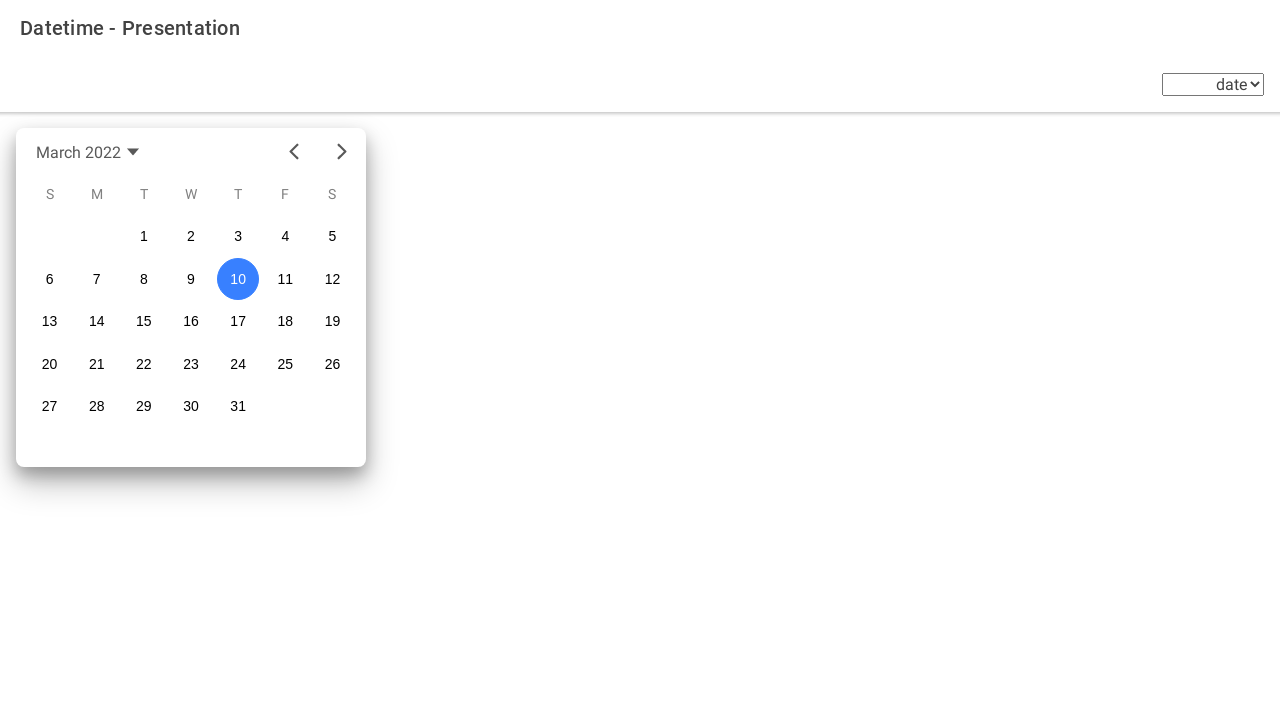 Datetime - Presentation
date
March 2022
S M T W T F S
1 2 3 4 5
6 7 8 9 10 11 12
13 14 15 16 17 18 19
20 21 22 23 24 25 26
27 28 29 30 31